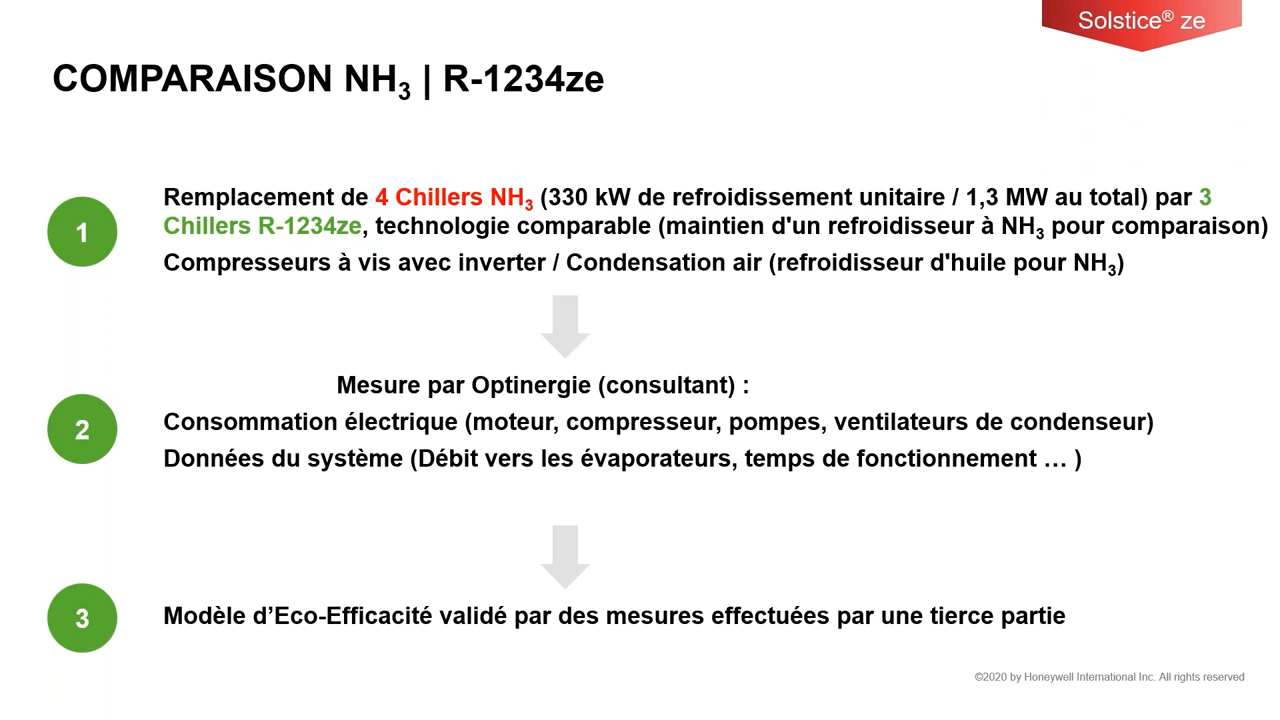 Solstice® ze
COMPARAISON NH3 | R-1234ze
1
Remplacement de 4 Chillers NH3 (330 kW de refroidissement unitaire / 1,3 MW au total) par 3
Chillers R-1234ze, technologie comparable (maintien d'un refroidisseur à NH3 pour comparaison)
Compresseurs à vis avec inverter / Condensation air (refroidisseur d'huile pour NH3)
Mesure par Optinergie (consultant) :
2
Consommation électrique (moteur, compresseur, pompes, ventilateurs de condenseur)
Données du système (Débit vers les évaporateurs, temps de fonctionnement … )
3
Modèle d’Eco-Efficacité validé par des mesures effectuées par une tierce partie
©2020 by Honeywell International Inc. All rights reserved